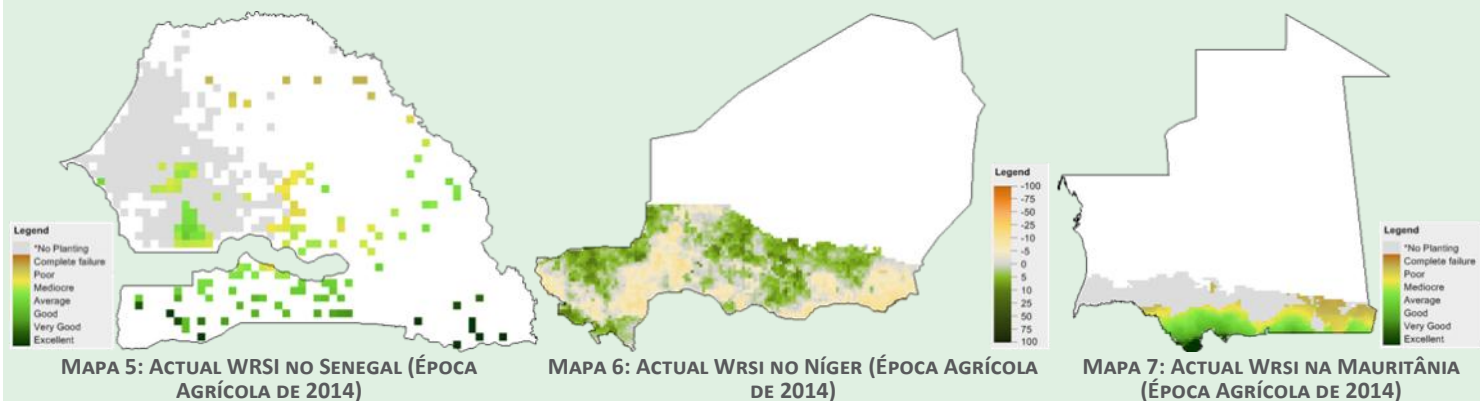 Legend
*No Planting
Complete failure
Poor
Mediocre
Average
Good
Very Good
Excellent
MAPA 5: ACTUAL WRSI NO SENEGAL (ÉPOCA
AGRÍCOLA DE 2014)
Legend
-100
-75
-50
-25
-10
-5
0
5
10
25
50
75
100
MAPA 6: ACTUAL WRSI NO NÍGER (ÉPOCA AGRÍCOLA
DE 2014)
Legend
*No Planting
Complete failure
Poor
Mediocre
Average
Good
Very Good
Excellent
MAPA 7: ACTUAL WRSI NA MAURITÂNIA
(ÉPOCA AGRÍCOLA DE 2014)